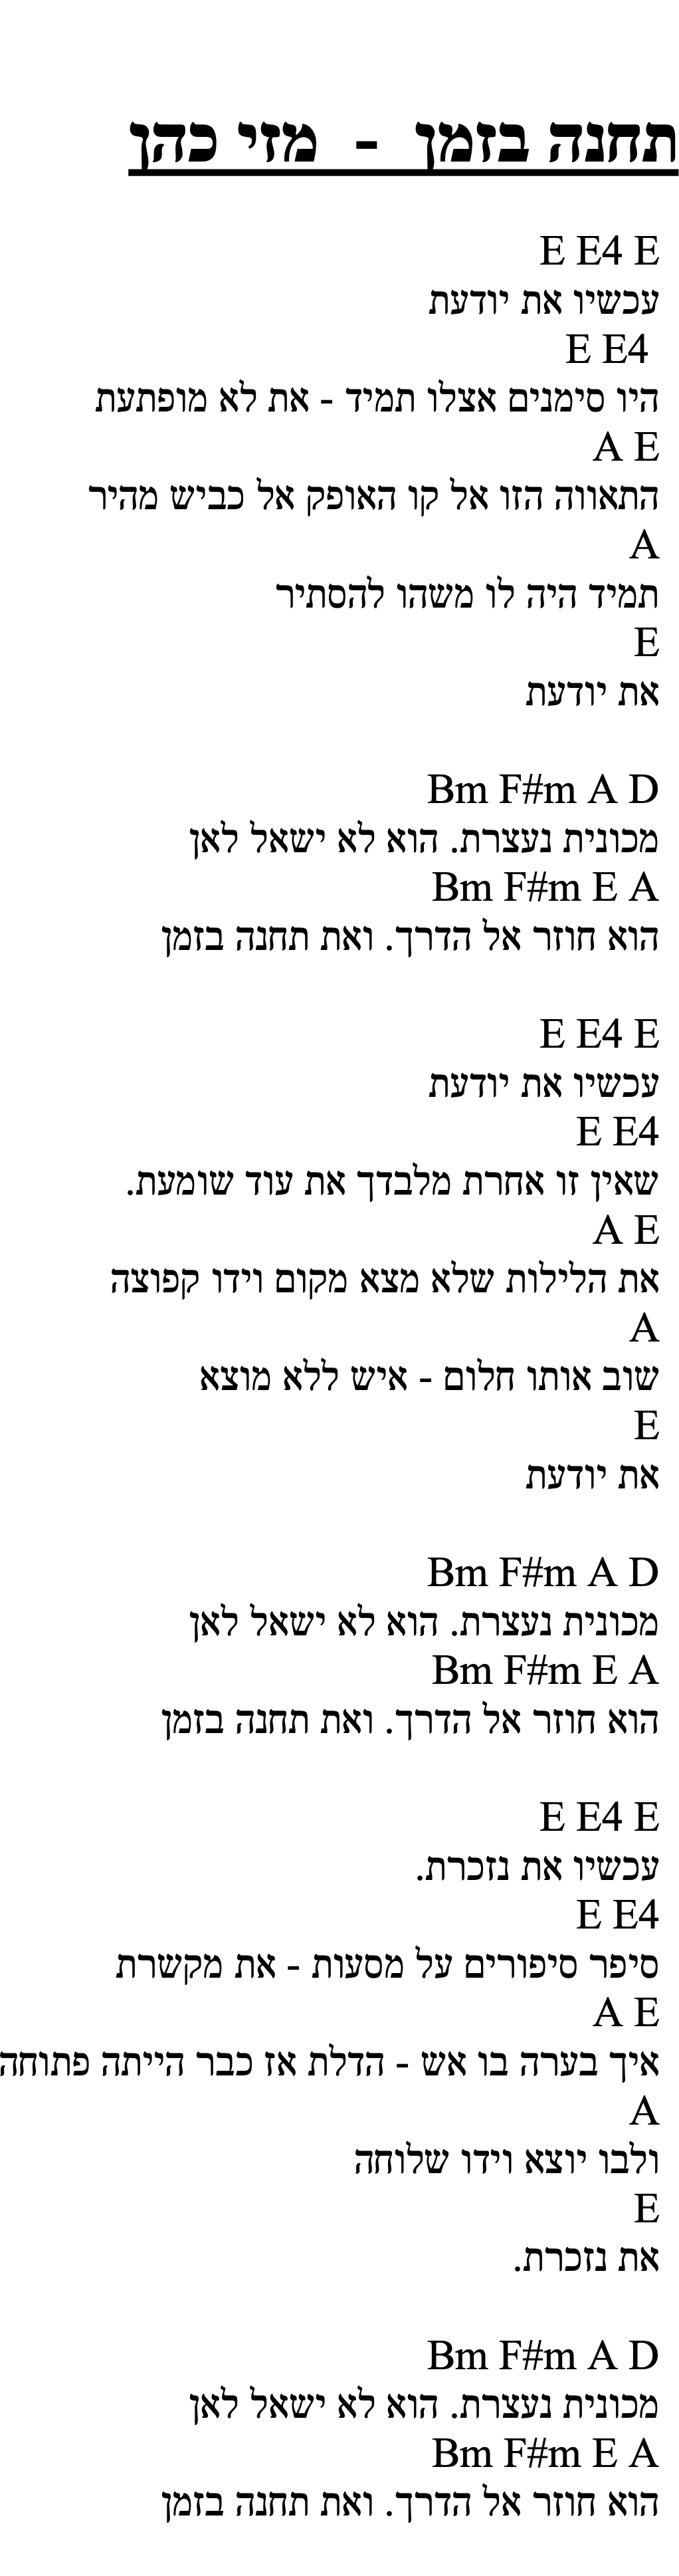 תחנה בזמן - מזי כהן
E E4 E
עכשיו את יודעת
E E4
היו סימנים אצלו תמיד - את לא מופתעת
A E
התאווה הזו אל קו האופק אל כביש מהיר
A
תמיד היה לו משהו להסתיר
E
את יודעת
Bm F#m A D
מכונית נעצרת. הוא לא ישאל לאן
Bm F#m E A
הוא חוזר אל הדרך. ואת תחנה בזמן
E E4 E
עכשיו את יודעת
E E4
שאין זו אחרת מלבדך את עוד שומעת.
A E
את הלילות שלא מצא מקום וידו קפוצה
A
שוב אותו חלום - איש ללא מוצא
E
את יודעת
Bm F#m A D
מכונית נעצרת. הוא לא ישאל לאן
Bm F#m E A
הוא חוזר אל הדרך. ואת תחנה בזמן
E E4 E
עכשיו את נזכרת.
E E4
סיפר סיפורים על מסעות - את מקשרת
A E
איך בערה בו אש - הדלת אז כבר הייתה פתוחה
A
ולבו יוצא וידו שלוחה
E
את נזכרת.
Bm F#m A D
מכונית נעצרת. הוא לא ישאל לאן
Bm F#m E A
הוא חוזר אל הדרך. ואת תחנה בזמן